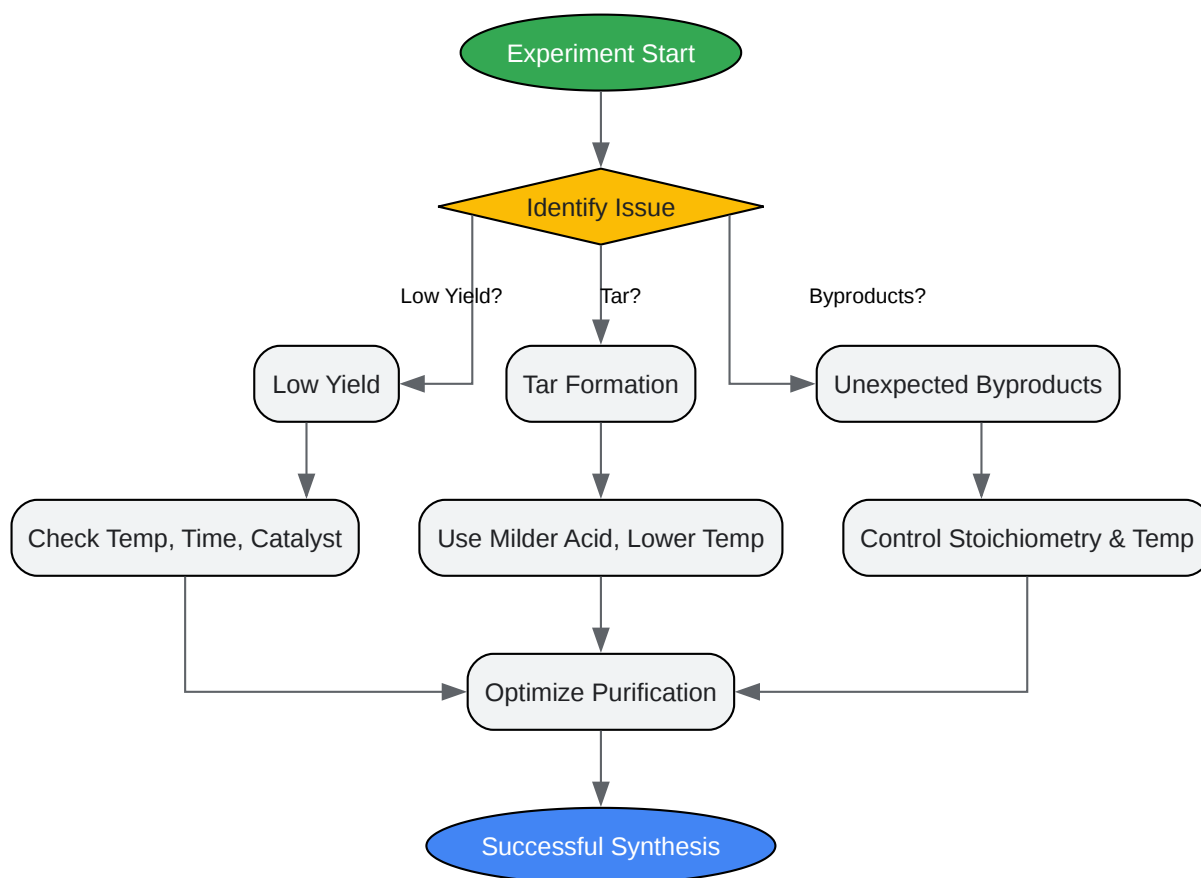 Experiment Start
Identify Issue
Low Yield?
Tar?
Byproducts?
Low Yield
Tar Formation
Unexpected Byproducts
Check Temp, Time, Catalyst
Use Milder Acid, Lower Temp
Control Stoichiometry & Temp
Optimize Purification
Successful Synthesis